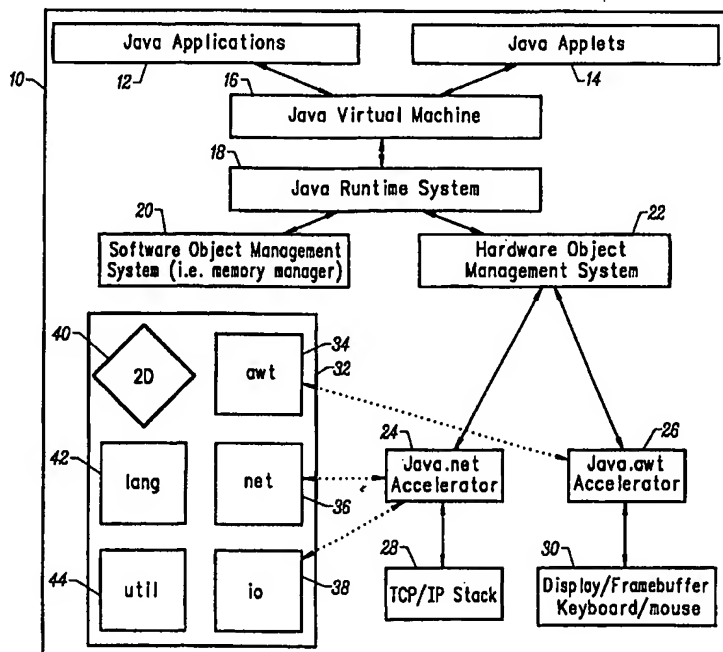 Java Applications
Java Applets
10
12
14
16
Java Virtual Machine
18
Java Runtime System
20
22
Software Object Management
System (i.e. memory manager)
Hardware Object
Management System
40
2D
awt
34
32
24
26
42
lang
net
36
Java.net
Accelerator
Java.awt
Accelerator
44
util
io
38
28
TCP/IP Stack
30
Display/Framebuffer
Keyboard/mouse